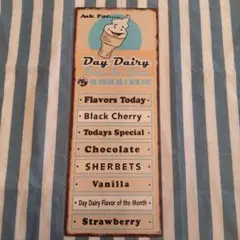 Ask For
Day Dairy
Flavors Today
Black Cherry
Todays Special
Chocolate
SHERBETS
Vanilla
Day Dairy Flavor of the Month
Strawberry